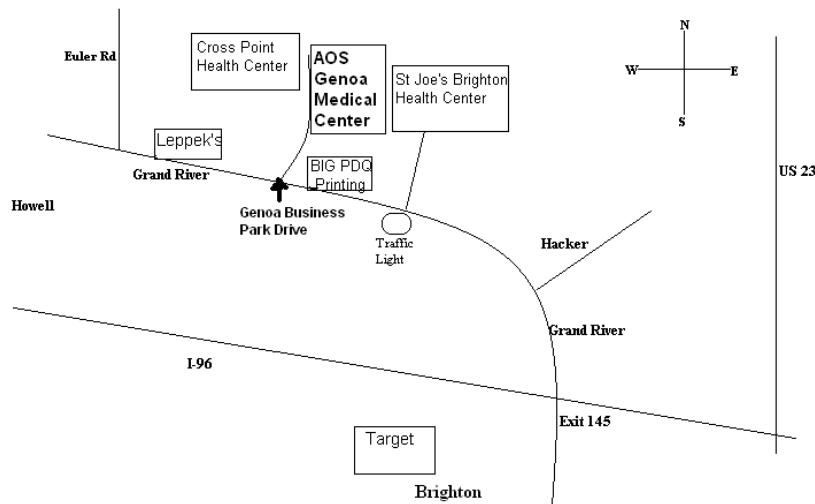 N
Euler Rd
Cross Point
Health Center
AOS
Genoa
Medical
Center
St Joe's Brighton
Health Center
W
E
S
Leppek's
BIG PDQ
Printing
Grand River
US 23
Howell
Genoa Business
Park Drive
Traffic
Light
Hacker
Grand River
I-96
Exit 145
Target
Brighton